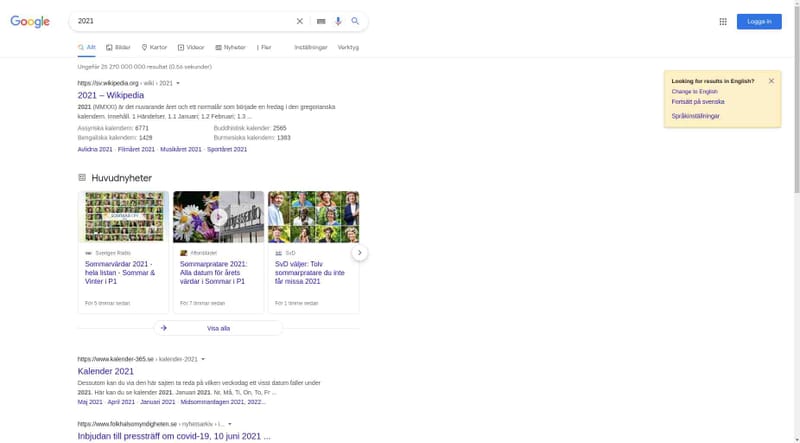 Google
2021
Logga in
Allt Bilder Kartor Videor Nyheter Fler Inställningar Verktyg
Ungefär 25 270 000 000 resultat (0,56 sekunder)
https://sv.wikipedia.org › wiki › 2021
2021 – Wikipedia
2021 (MMXXI) är det nuvarande året och ett normalår som började en fredag i den gregorianska
kalendern. Innehåll. 1 Händelser. 1.1 Januari; 1.2 Februari; 1.3 ...
Assyriska kalendern: 6771 Buddhistisk kalender: 2565
Bengaliska kalendern: 1428 Burmesiska kalendern: 1383
Avlidna 2021 · Filmåret 2021 · Musikåret 2021 · Sportåret 2021
Looking for results in English?
Change to English
Fortsätt på svenska
Språkinställningar
Huvudnyheter
Sveriges Radio
Sommarvärdar 2021 -
hela listan - Sommar &
Vinter i P1
För 5 timmar sedan
Aftonbladet
Sommarpratare 2021:
Alla datum för årets
värdar i Sommar i P1
För 7 timmar sedan
SvD
SvD väljer: Tolv
sommarpratare du inte
får missa 2021
För 1 timme sedan
Visa alla
https://www.kalender-365.se › kalender-2021
Kalender 2021
Dessutom kan du via den här sajten ta reda på vilken veckodag ett visst datum faller under
2021. Här kan du se kalender 2021. Januari 2021. Nr, Må, Ti, On, To, Fr ...
Maj 2021 · April 2021 · Januari 2021 · Midsommardagen 2021, 2022...
https://www.folkhalsomyndigheten.se › nyhetsarkiv › i...
Inbjudan till pressträff om covid-19, 10 juni 2021 ...